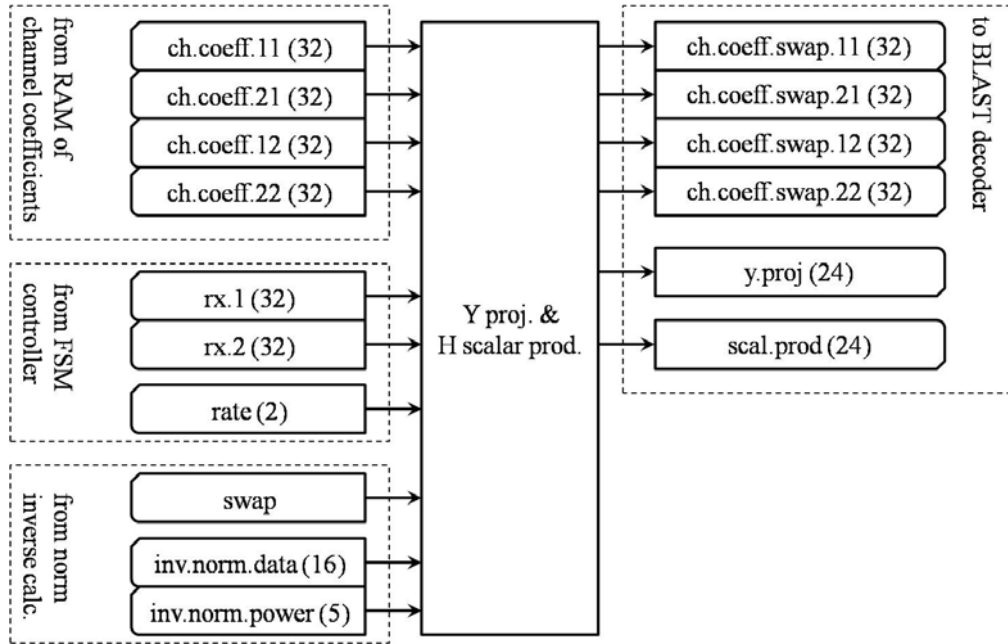 from RAM of
channel coefficients
ch.coeff.11 (32)
ch.coeff.21 (32)
ch.coeff.12 (32)
ch.coeff.22 (32)
from FSM
controller
rx.1 (32)
rx.2 (32)
rate (2)
from norm
inverse calc.
swap
inv.norm.data (16)
inv.norm.power (5)
Y proj. &
H scalar prod.
ch.coeff.swap.11 (32)
ch.coeff.swap.21 (32)
ch.coeff.swap.12 (32)
ch.coeff.swap.22 (32)
y.proj (24)
scal.prod (24)
to BLAST
decoder